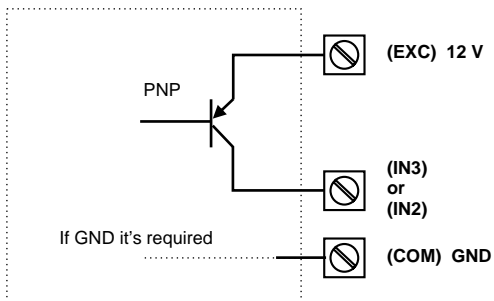 (EXC) 12 V
PNP
(IN3)
or
(IN2)
If GND it's required
(COM) GND